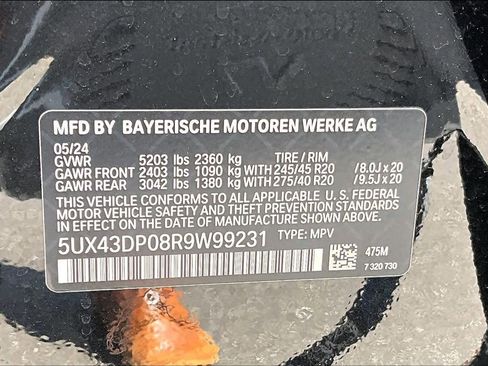 MFD BY BAYERISCHE MOTOREN WERKE AG
05/24
GVWR 5203 lbs 2360 kg TIRE / RIM
GAWR FRONT 2403 lbs 1090 kg WITH 245/45 R20 /8.0J x 20
GAWR REAR 3042 lbs 1380 kg WITH 275/40 R20 /9.5J x 20
THIS VEHICLE CONFORMS TO ALL APPLICABLE U. S. FEDERAL
MOTOR VEHICLE SAFETY AND THEFT PREVENTION STANDARDS
IN EFFECT ON THE DATE OF MANUFACTURE SHOWN ABOVE.
5UX43DP08R9W99231 TYPE: MPV
475M
7 320 730